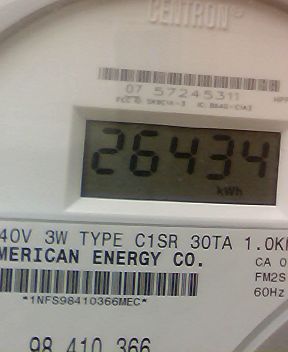 CENTRON®
07 57245311
26434
kWh
40V 3W TYPE C1SR 30TA 1.0K
MERICAN ENERGY CO.
CA 0
FM2S
60Hz
*1NFS98410366MEC*
98 410 366